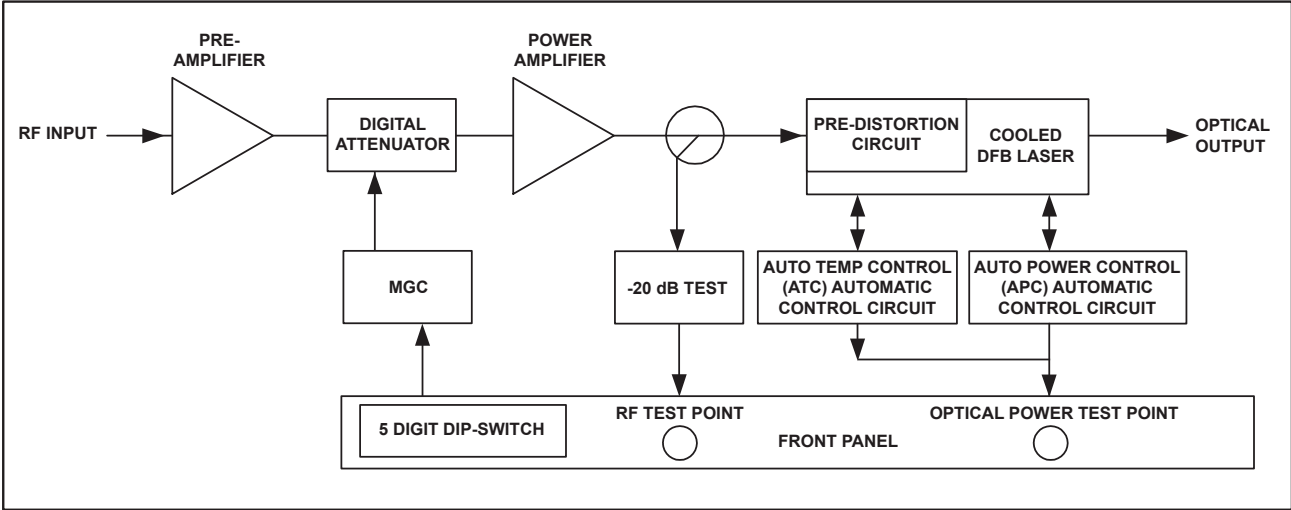 PRE-
AMPLIFIER
POWER
AMPLIFIER
RF INPUT
DIGITAL
ATTENUATOR
PRE-DISTORTION
CIRCUIT
COOLED
DFB LASER
OPTICAL
OUTPUT
MGC
-20 dB TEST
AUTO TEMP CONTROL
(ATC) AUTOMATIC
CONTROL CIRCUIT
AUTO POWER CONTROL
(APC) AUTOMATIC
CONTROL CIRCUIT
5 DIGIT DIP-SWITCH
RF TEST POINT
FRONT PANEL
OPTICAL POWER TEST POINT